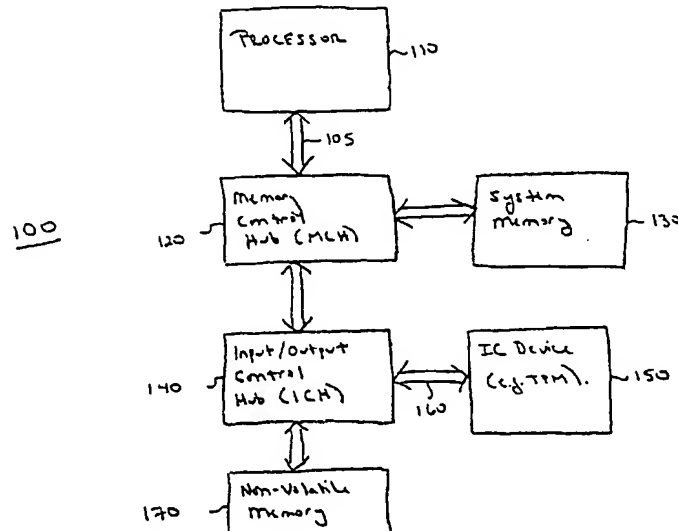 PROCESSOR
110
105
100
120
Memory
Control
Hub (MCH)
System
Memory
130
140
Input/Output
Control
Hub (ICH)
160
IC Device
(e.g. TPM).
150
170
Non-Volatile
Memory